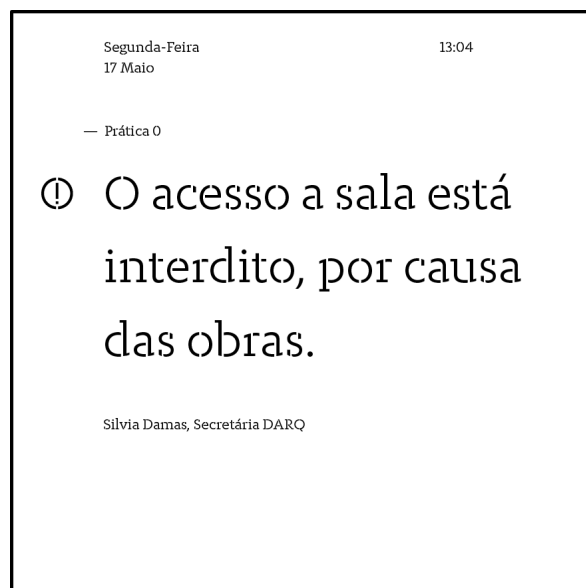 Segunda-Feira 13:04
17 Maio
— Prática 0
O acesso a sala está
interdito, por causa
das obras.
Silvia Damas, Secretária DARQ